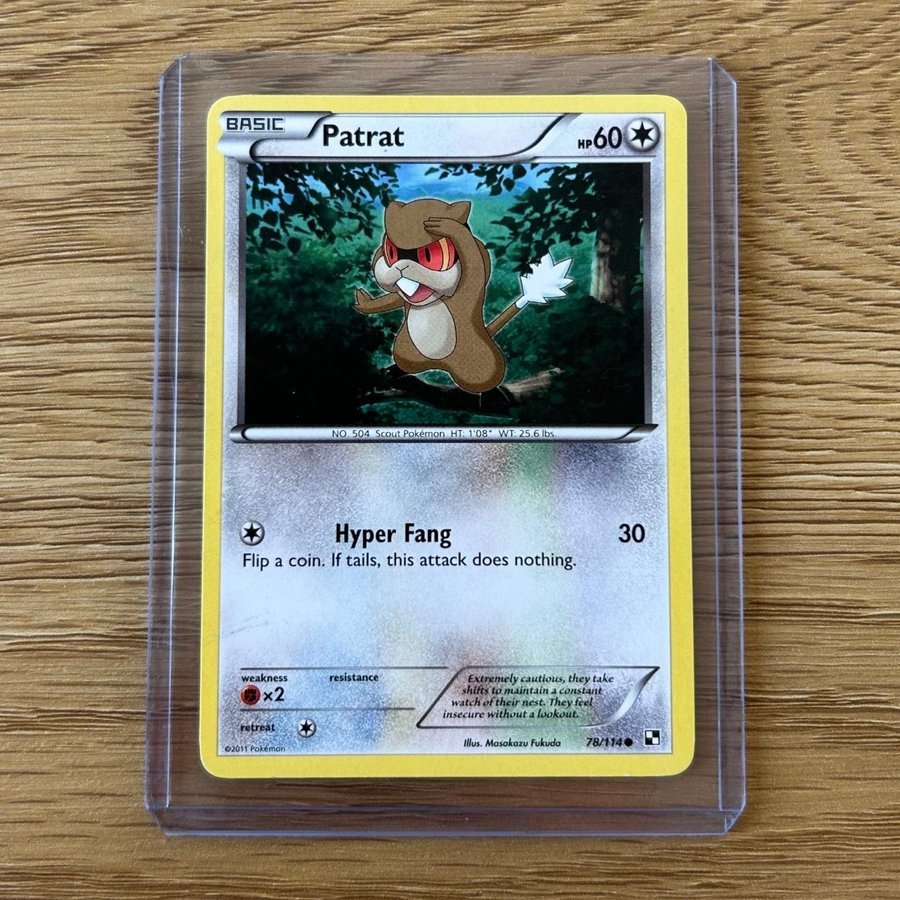 BASIC
Patrat
HP60
NO. 504 Scout Pokémon HT: 1'08" WT: 25.6 lbs.
Hyper Fang 30
Flip a coin. If tails, this attack does nothing.
weakness resistance
×2
Extremely cautious, they take
shifts to maintain a constant
watch of their nest. They feel
insecure without a lookout.
retreat
Illus. Masakazu Fukuda
78/114
©2011 Pokémon